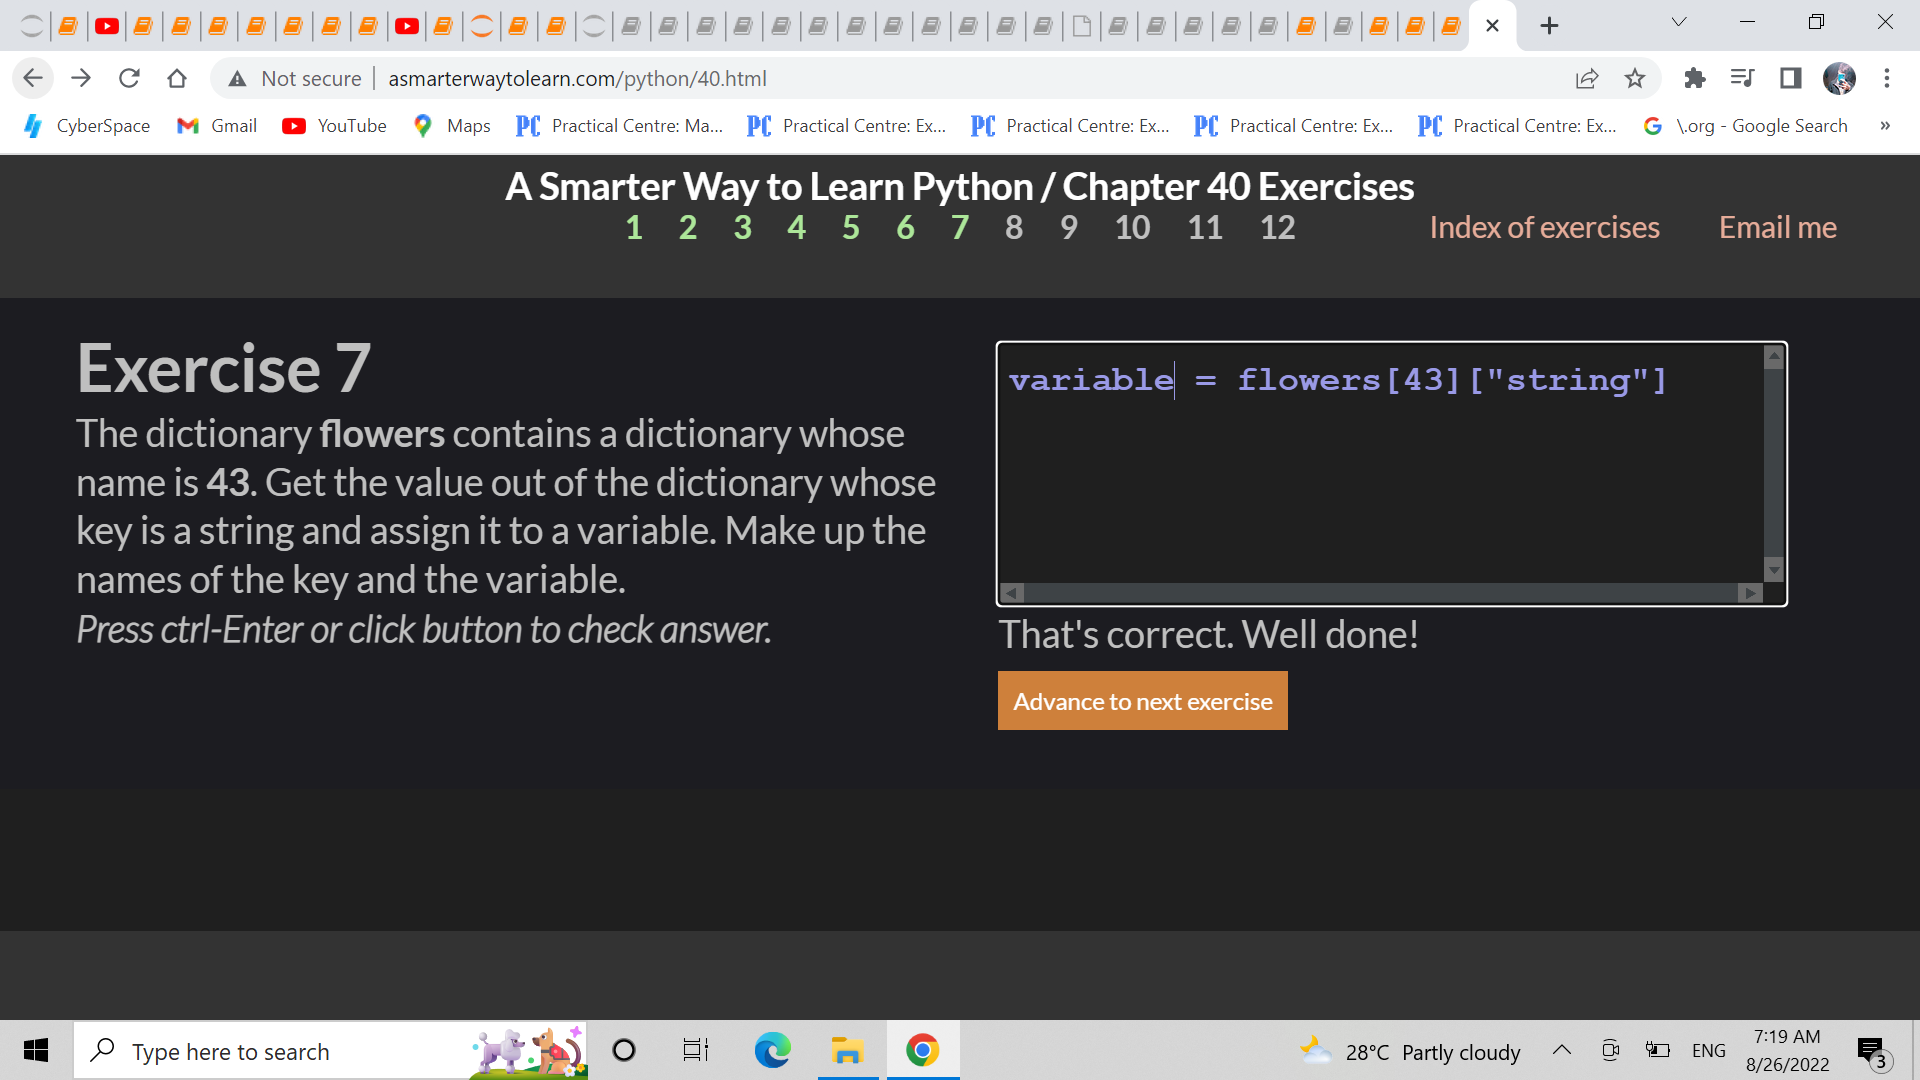 Not secure asmarterwaytolearn.com/python/40.html
CyberSpace Gmail YouTube Maps PC Practical Centre: Ma... PC Practical Centre: Ex... PC Practical Centre: Ex... PC Practical Centre: Ex... PC Practical Centre: Ex... G \.org - Google Search »
A Smarter Way to Learn Python / Chapter 40 Exercises
1 2 3 4 5 6 7 8 9 10 11 12 Index of exercises Email me
Exercise 7
The dictionary flowers contains a dictionary whose
name is 43. Get the value out of the dictionary whose
key is a string and assign it to a variable. Make up the
names of the key and the variable.
Press ctrl-Enter or click button to check answer.
variable = flowers[43]["string"]
That's correct. Well done!
Advance to next exercise
Type here to search
28°C Partly cloudy
ENG
7:19 AM
8/26/2022
3